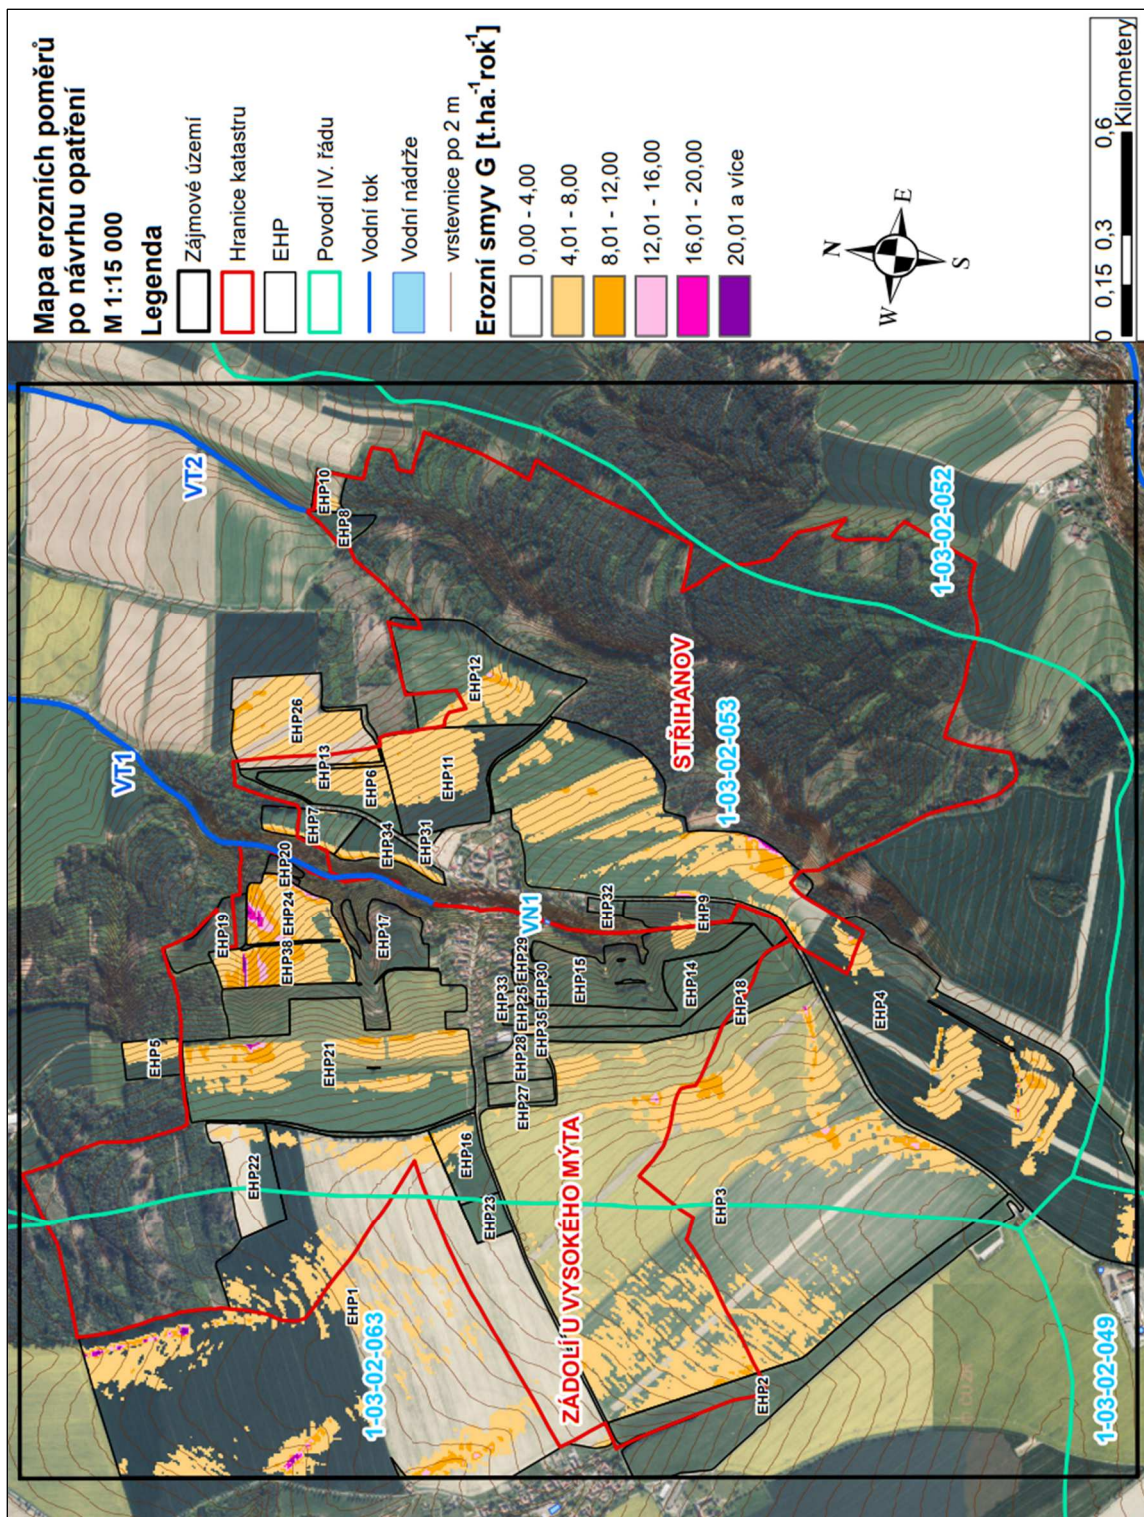 Mapa erozních poměrů
po návrhu opatření
M 1:15 000
Legenda
Zájmové území
Hranice katastru
EHP
Povodí IV. řádu
Vodní tok
Vodní nádrže
vrstevnice po 2 m
Erozní smyv G [t.ha.⁻¹rok⁻¹]
0,00 - 4,00
4,01 - 8,00
8,01 - 12,00
12,01 - 16,00
16,01 - 20,00
20,01 a více
N
E
S
W
0 0,15 0,3 0,6
Kilometery
VT2
VT1
EHP10
EHP8
EHP12
EHP26
EHP13
EHP6
EHP11
EHP7
EHP34
EHP31
EHP20
EHP24
EHP19
EHP38
EHP17
VN1
EHP32
EHP9
EHP29
EHP33
EHP25
EHP30
EHP15
EHP14
EHP18
EHP28
EHP35
EHP27
EHP5
EHP21
EHP22
EHP16
EHP23
EHP4
EHP3
EHP1
EHP2
STŘIHANOV
ZÁDOLÍ U VYSOKÉHO MÝTA
1-03-02-052
1-03-02-053
1-03-02-063
1-03-02-049